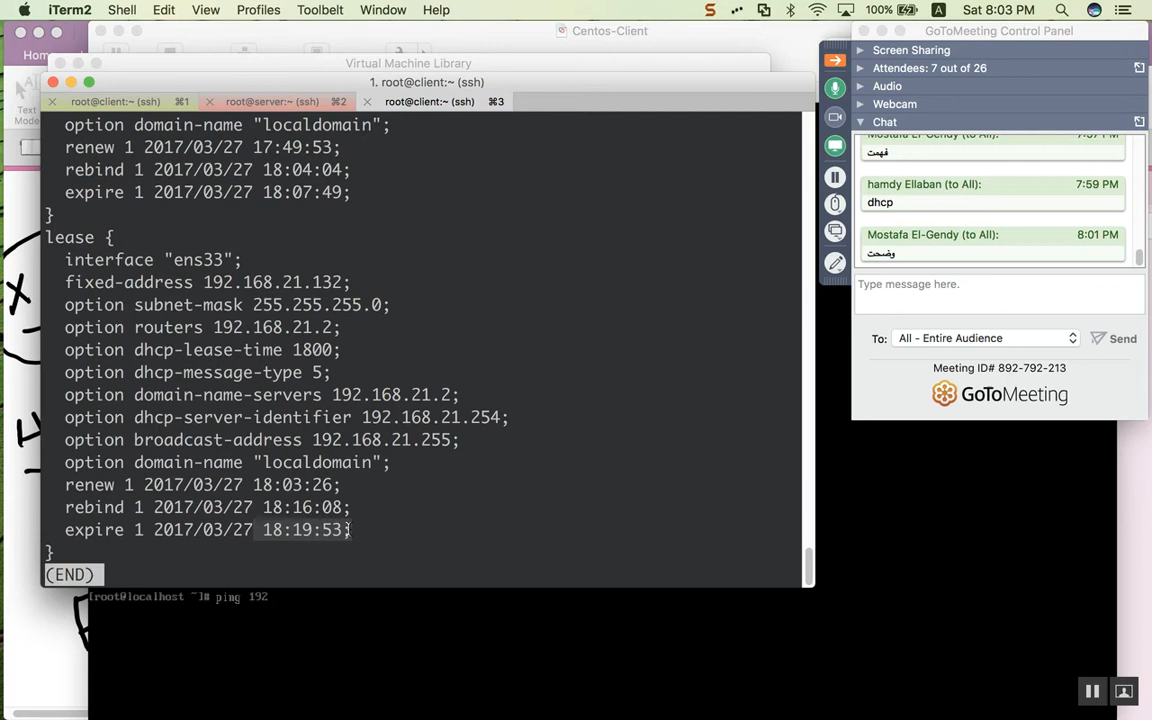 iTerm2 Shell Edit View Profiles Toolbelt Window Help 100% A Sat 8:03 PM
Centos-Client
GoToMeeting Control Panel
Virtual Machine Library
1. root@client:~ (ssh)
root@client:~ (ssh) ⌘1 root@server:~ (ssh) ⌘2 root@client:~ (ssh) ⌘3
option domain-name "localdomain";
renew 1 2017/03/27 17:49:53;
rebind 1 2017/03/27 18:04:04;
expire 1 2017/03/27 18:07:49;
}
lease {
interface "ens33";
fixed-address 192.168.21.132;
option subnet-mask 255.255.255.0;
option routers 192.168.21.2;
option dhcp-lease-time 1800;
option dhcp-message-type 5;
option domain-name-servers 192.168.21.2;
option dhcp-server-identifier 192.168.21.254;
option broadcast-address 192.168.21.255;
option domain-name "localdomain";
renew 1 2017/03/27 18:03:26;
rebind 1 2017/03/27 18:16:08;
expire 1 2017/03/27 18:19:53;
}
(END)
[root@localhost ~]# ping 192
Screen Sharing
Attendees: 7 out of 26
Audio
Webcam
Chat
Mostafa El-Gendy (to All): 7:57 PM
فهمت
hamdy Ellaban (to All): 7:59 PM
dhcp
Mostafa El-Gendy (to All): 8:01 PM
وضحت
Type message here.
To: All - Entire Audience Send
Meeting ID# 892-792-213
GoToMeeting
Text